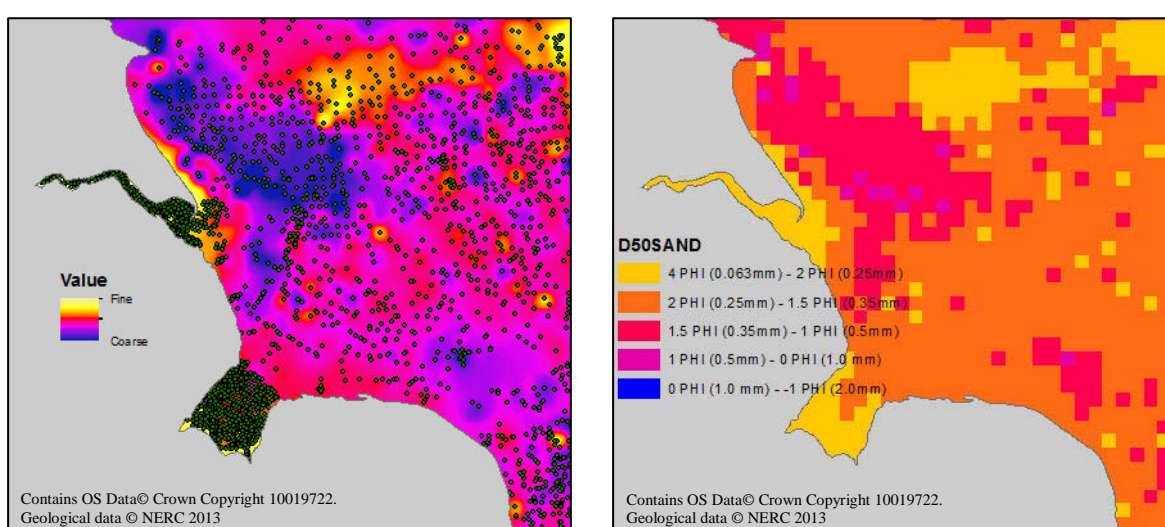 Value
Fine
Coarse
Contains OS Data© Crown Copyright 10019722.
Geological data © NERC 2013
D50SAND
4 PHI (0.063mm) - 2 PHI (0.25mm)
2 PHI (0.25mm) - 1.5 PHI (0.35mm)
1.5 PHI (0.35mm) - 1 PHI (0.5mm)
1 PHI (0.5mm) - 0 PHI (1.0 mm)
0 PHI (1.0 mm) - -1 PHI (2.0mm)
Contains OS Data© Crown Copyright 10019722.
Geological data © NERC 2013